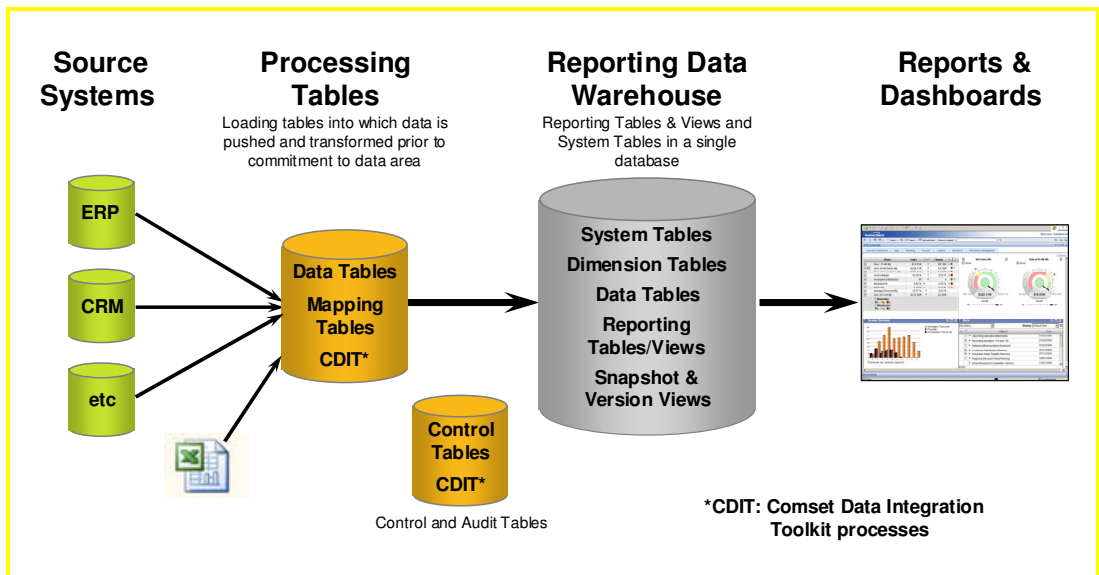 Source
Systems
Processing
Tables
Loading tables into which data is
pushed and transformed prior to
commitment to data area
Reporting Data
Warehouse
Reporting Tables & Views and
System Tables in a single
database
Reports &
Dashboards
ERP
CRM
etc
Data Tables
Mapping
Tables
CDIT*
Control
Tables
CDIT*
Control and Audit Tables
System Tables
Dimension Tables
Data Tables
Reporting
Tables/Views
Snapshot &
Version Views
*CDIT: Comset Data Integration
Toolkit processes